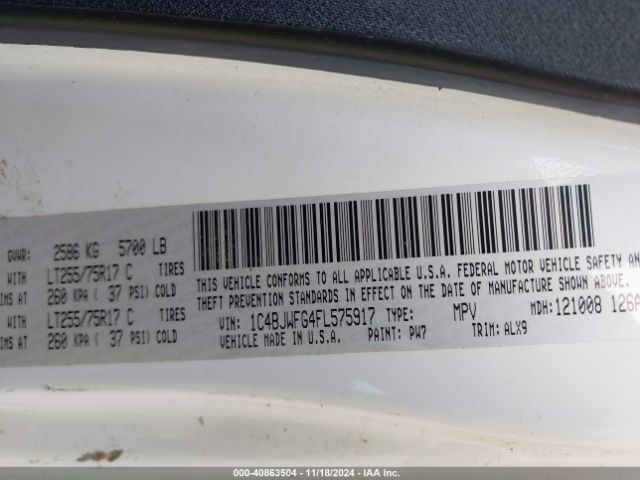 GVWR: 2586 KG 5700 LB
WITH LT255/75R17 C TIRES
IMS AT 260 KPA ( 37 PSI) COLD
WITH LT255/75R17 C TIRES
IMS AT 260 KPA ( 37 PSI) COLD
THIS VEHICLE CONFORMS TO ALL APPLICABLE U.S.A. FEDERAL MOTOR VEHICLE SAFETY AN
THEFT PREVENTION STANDARDS IN EFFECT ON THE DATE OF MANUFACTURE SHOWN ABOVE.
VIN: 1C4BJWFG4FL575917 TYPE: MPV MDH: 121008 126A
VEHICLE MADE IN U.S.A. PAINT: PW7 TRIM: ALX9
000-40863504 | 11/18/2024 - IAA Inc.